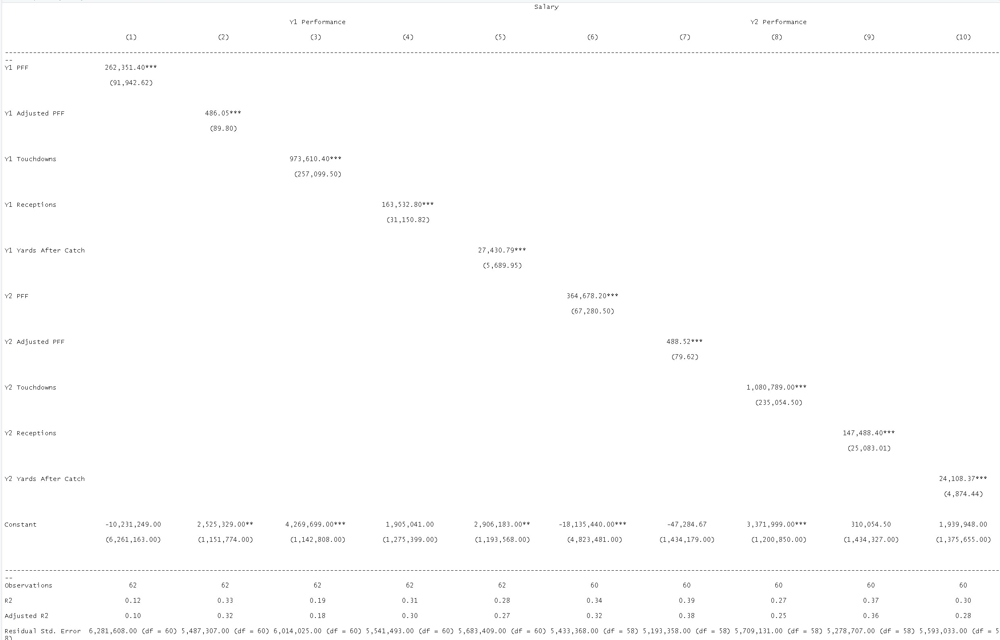 Salary
Y1 Performance Y2 Performance
(1) (2) (3) (4) (5) (6) (7) (8) (9) (10)
--
Y1 PFF 262,351.40***
(91,942.62)
Y1 Adjusted PFF 486.05***
(89.80)
Y1 Touchdowns 973,610.40***
(257,099.50)
Y1 Receptions 163,532.80***
(31,150.82)
Y1 Yards After Catch 27,430.79***
(5,689.95)
Y2 PFF 364,678.20***
(67,280.50)
Y2 Adjusted PFF 488.52***
(79.62)
Y2 Touchdowns 1,080,789.00***
(235,054.50)
Y2 Receptions 147,488.40***
(25,083.01)
Y2 Yards After Catch 24,108.37***
(4,874.44)
Constant -10,231,249.00 2,525,329.00** 4,269,699.00*** 1,905,041.00 2,906,183.00** -18,135,440.00*** -47,284.67 3,371,999.00*** 310,054.50 1,939,948.00
(6,261,163.00) (1,151,774.00) (1,142,808.00) (1,275,399.00) (1,193,568.00) (4,823,481.00) (1,434,179.00) (1,200,850.00) (1,434,327.00) (1,375,655.00)
--
Observations 62 62 62 62 62 60 60 60 60 60
R2 0.12 0.33 0.19 0.31 0.28 0.34 0.39 0.27 0.37 0.30
Adjusted R2 0.10 0.32 0.18 0.30 0.27 0.32 0.38 0.25 0.36 0.28
Residual Std. Error 6,281,608.00 (df = 60) 5,487,307.00 (df = 60) 6,014,025.00 (df = 60) 5,541,493.00 (df = 60) 5,683,409.00 (df = 60) 5,433,368.00 (df = 58) 5,193,358.00 (df = 58) 5,709,131.00 (df = 58) 5,278,707.00 (df = 58) 5,593,033.00 (df = 5
8)